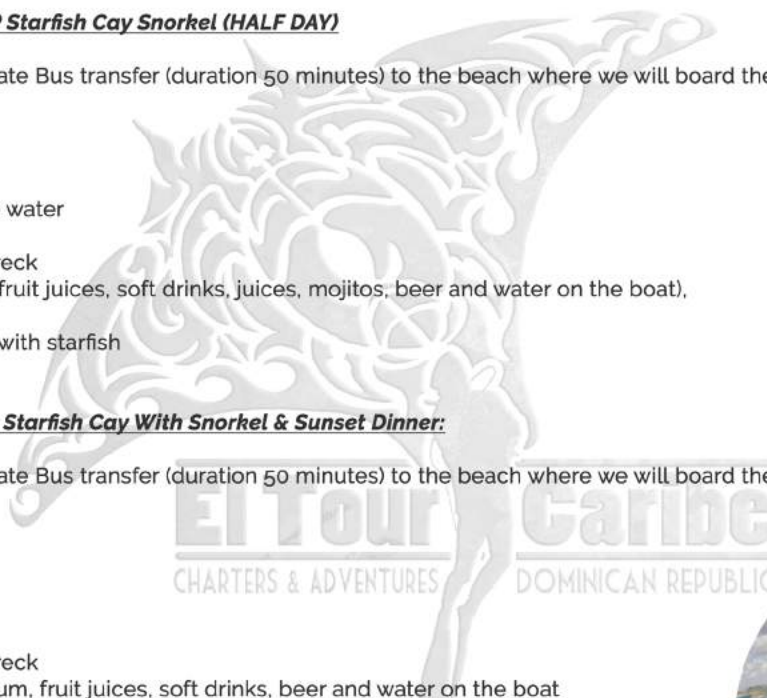 Starfish Cay Snorkel (HALF DAY)
ate Bus transfer (duration 50 minutes) to the beach where we will board the
water
eck
fruit juices, soft drinks, juices, mojitos, beer and water on the boat),
with starfish
Starfish Cay With Snorkel & Sunset Dinner:
ate Bus transfer (duration 50 minutes) to the beach where we will board the
El Tour Caribe
CHARTERS & ADVENTURES DOMINICAN REPUBLIC
reck
um, fruit juices, soft drinks, beer and water on the boat